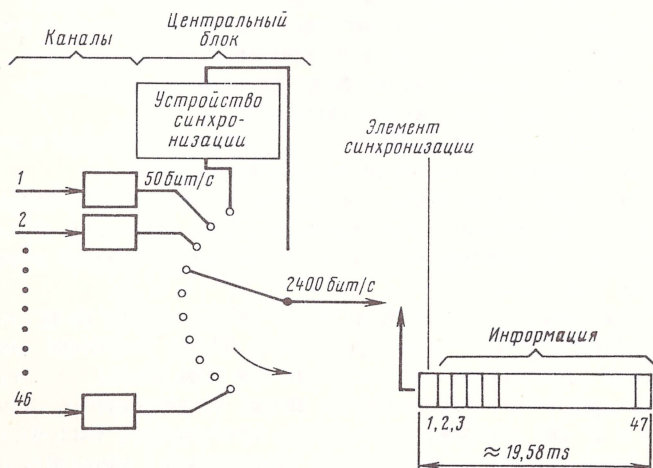 Каналы
Центральный
блок
Устройство
синхро-
низации
Элемент
синхронизации
1
50 бит/с
2
2400 бит/с
Информация
46
1,2,3
47
≈ 19,58 ms